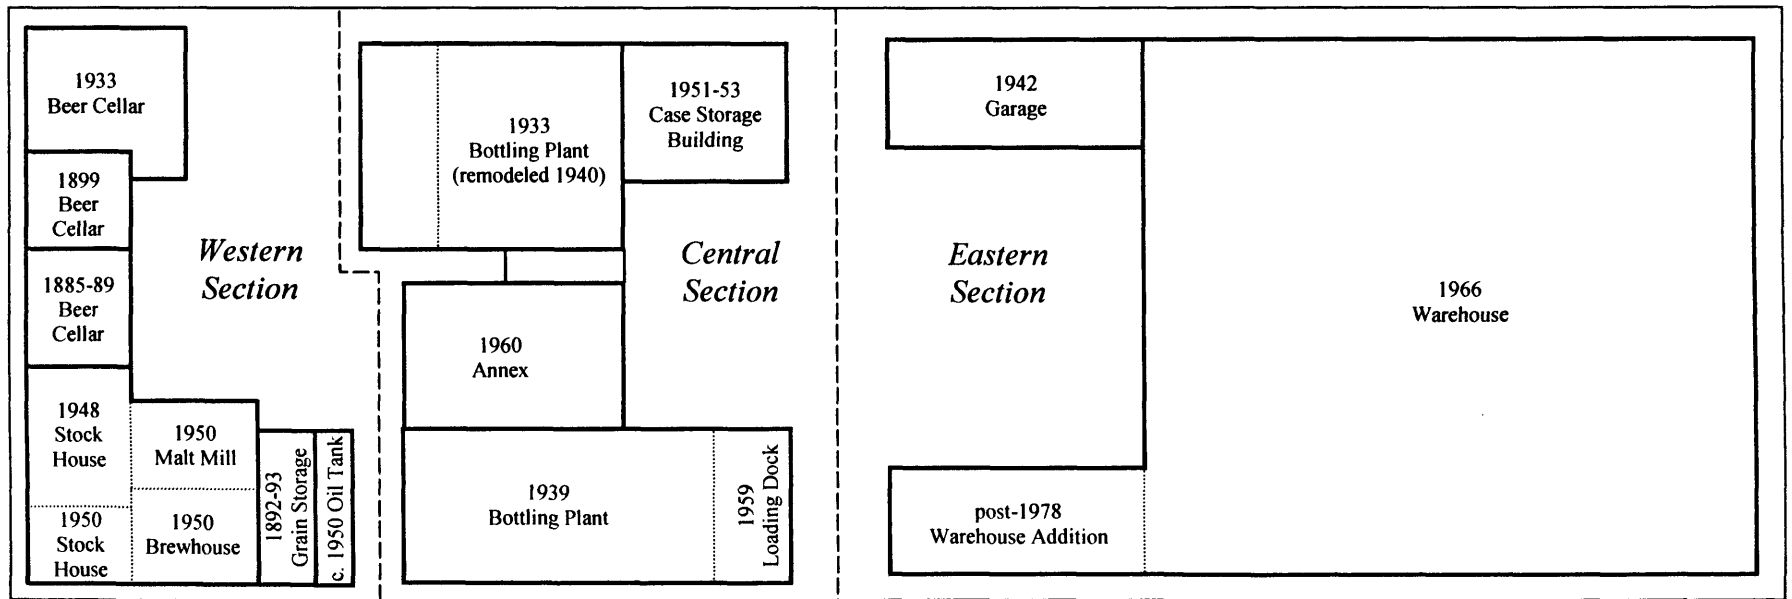 1933
Beer Cellar
1899
Beer
Cellar
1885-89
Beer
Cellar
Western
Section
1948
Stock
House
1950
Malt Mill
1950
Stock
House
1950
Brewhouse
1892-93
Grain Storage
c. 1950 Oil Tank
1933
Bottling Plant
(remodeled 1940)
1951-53
Case Storage
Building
Central
Section
1960
Annex
1939
Bottling Plant
1959
Loading Dock
1942
Garage
Eastern
Section
1966
Warehouse
post-1978
Warehouse Addition